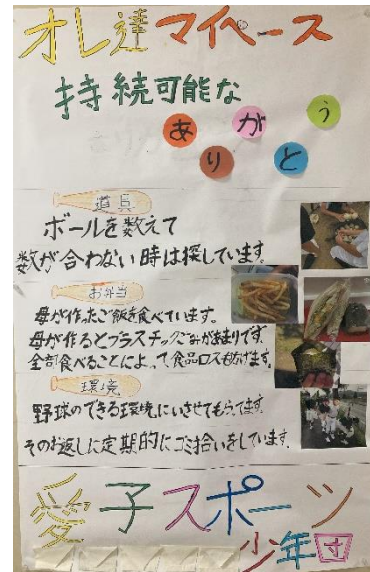 オレ達マイペース
持続可能な
ありがとう
道具
ボールを数えて
数が合わない時は探しています。
お弁当
母が作ったご飯を食べています。
母が作るとプラスチックごみがあまりでず、
全部食べることによって食品ロスもふせげます。
環境
野球のできる環境にいさせてもらってます。
そのお返しに定期的にゴミ拾いをしています。
愛子スポーツ
少年団